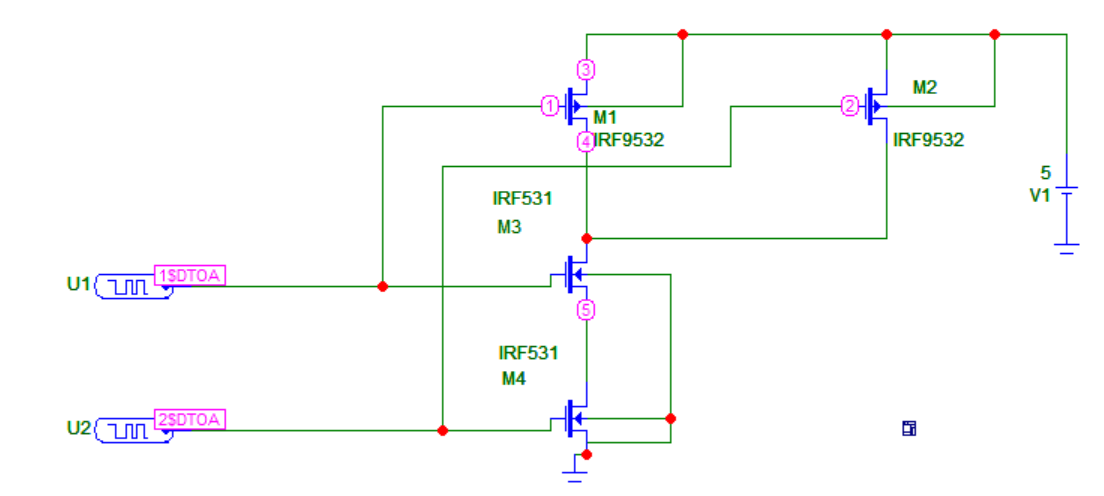 3
M2
1
M1
2
4
IRF9532
IRF9532
5
V1
IRF531
M3
1$DTOA
U1
5
IRF531
M4
2$DTOA
U2